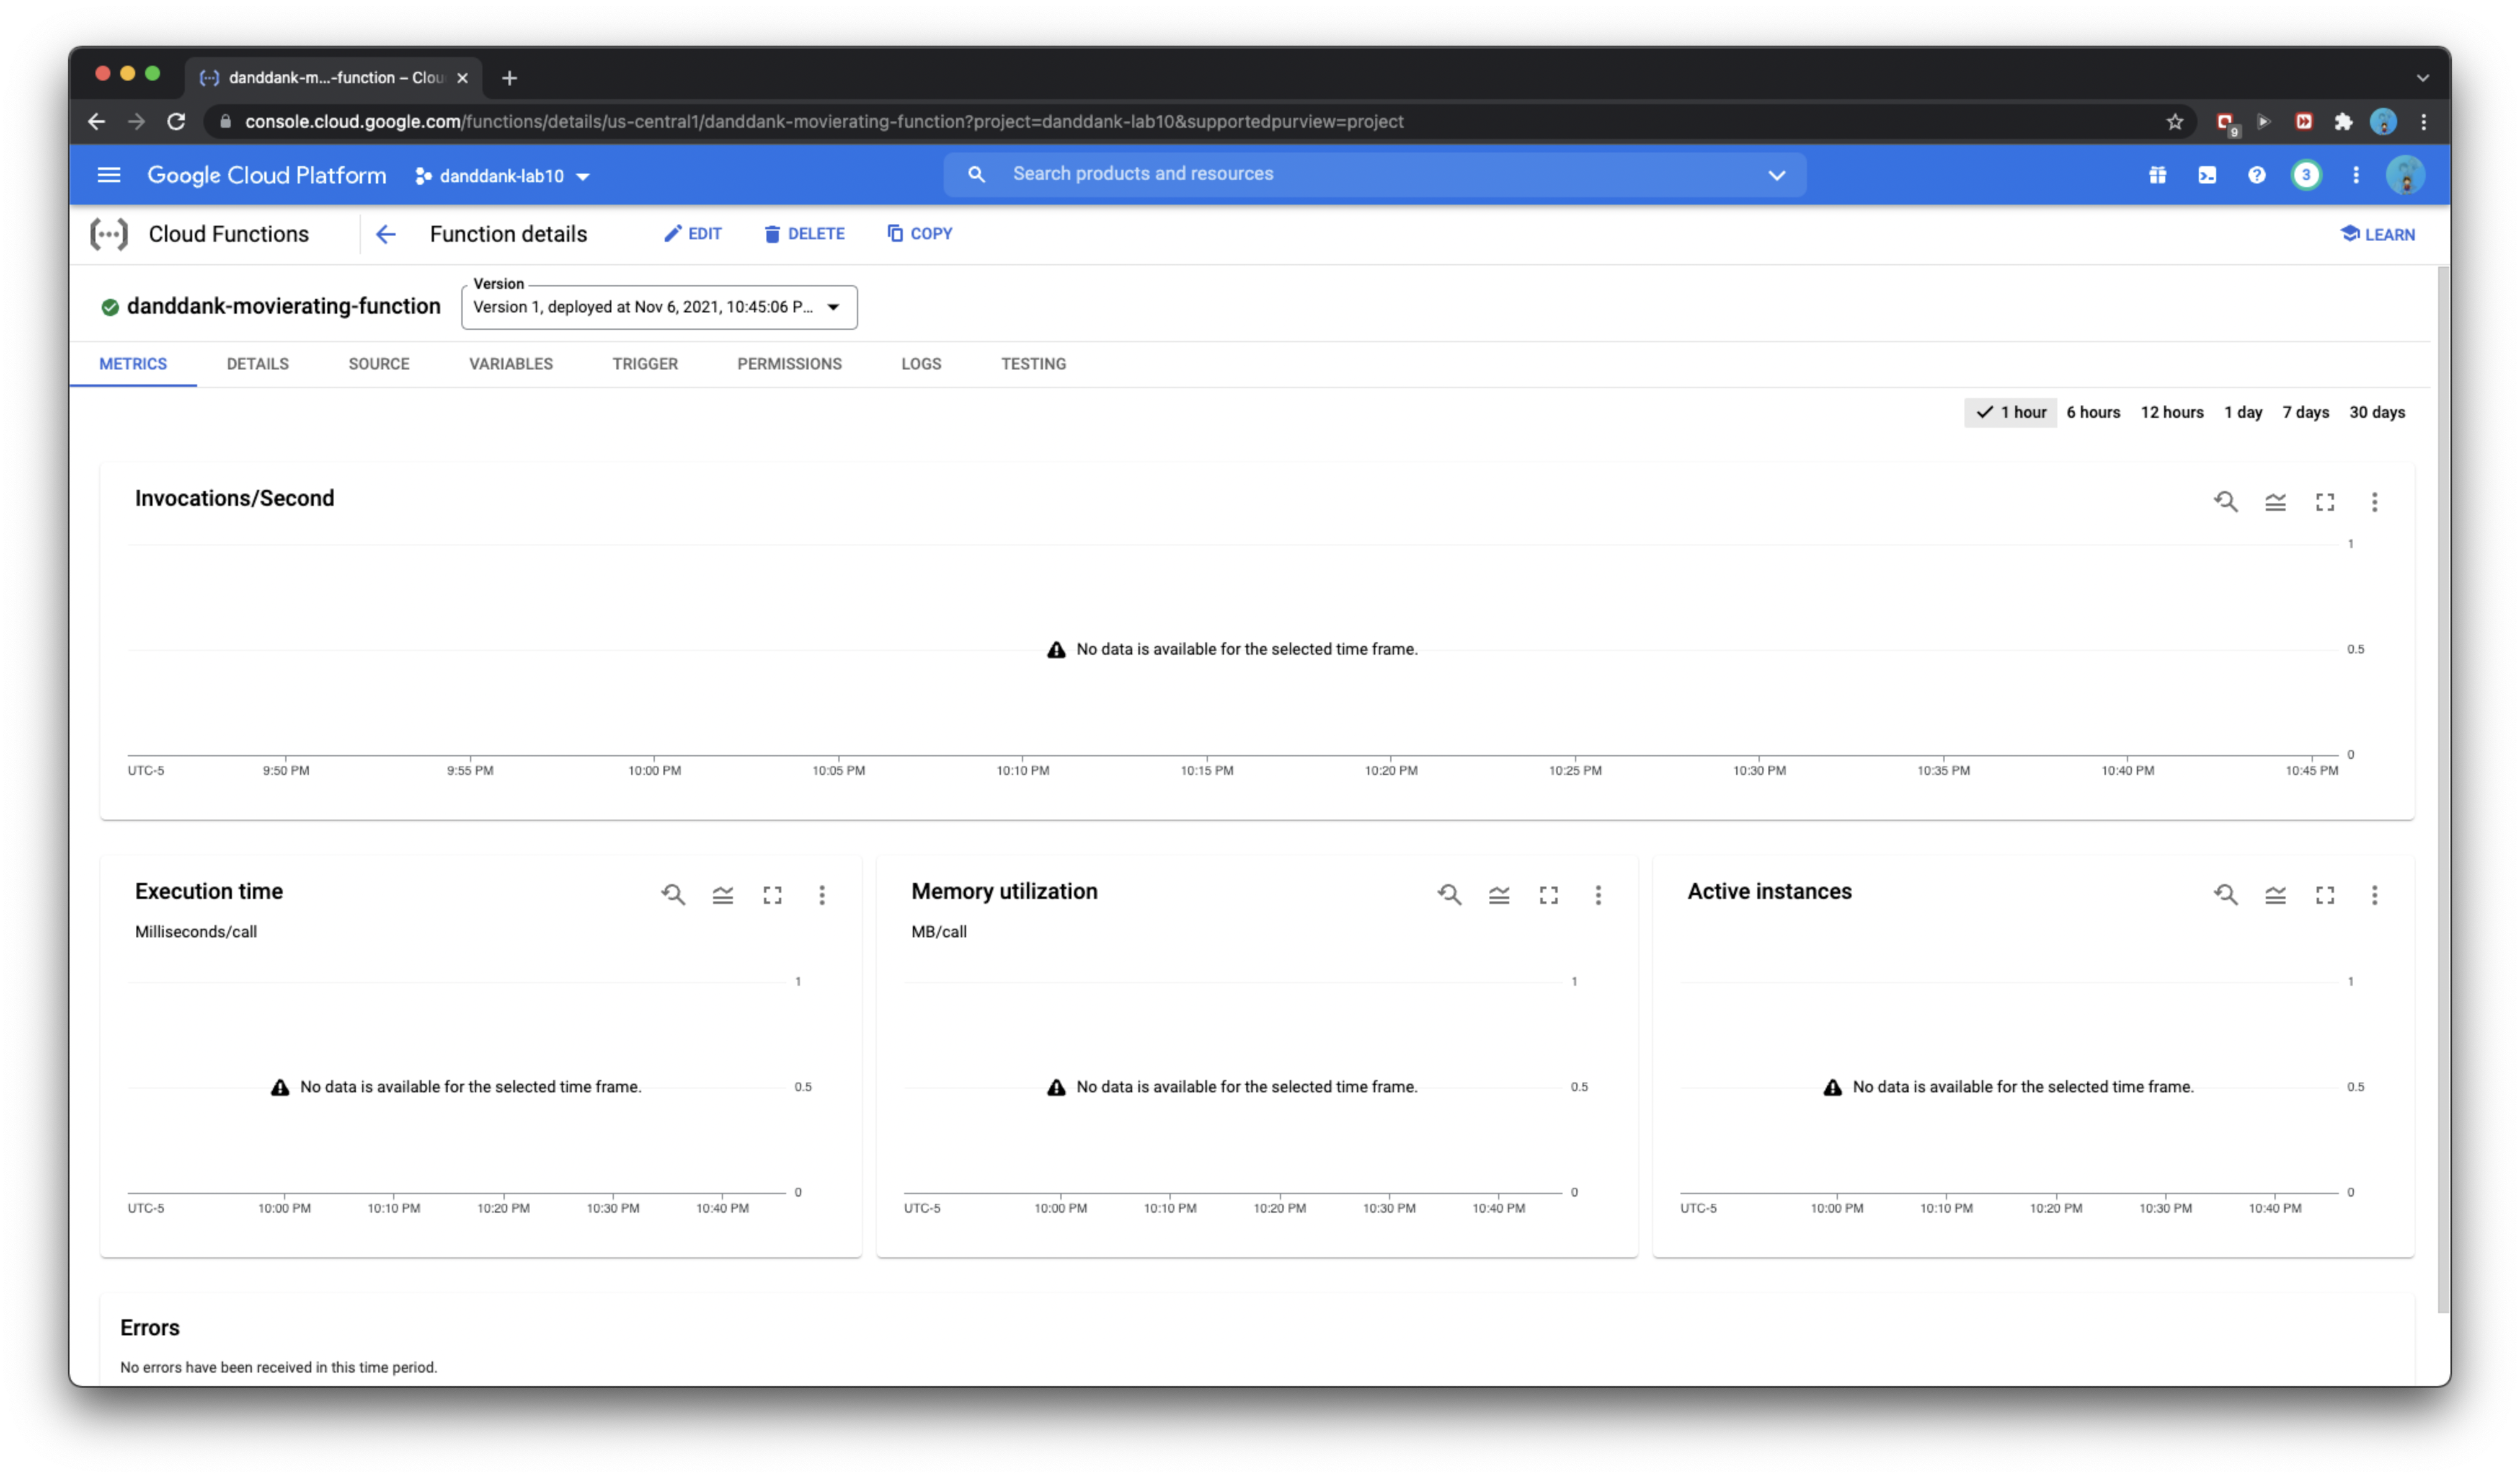 danddank-m...-function – Clou
console.cloud.google.com/functions/details/us-central1/danddank-movierating-function?project=danddank-lab10&supportedpurview=project
9
Google Cloud Platform danddank-lab10 Search products and resources 3
Cloud Functions Function details EDIT DELETE COPY LEARN
Version
danddank-movierating-function Version 1, deployed at Nov 6, 2021, 10:45:06 P...
METRICS DETAILS SOURCE VARIABLES TRIGGER PERMISSIONS LOGS TESTING
1 hour 6 hours 12 hours 1 day 7 days 30 days
Invocations/Second
1
No data is available for the selected time frame. 0.5
0
UTC-5 9:50 PM 9:55 PM 10:00 PM 10:05 PM 10:10 PM 10:15 PM 10:20 PM 10:25 PM 10:30 PM 10:35 PM 10:40 PM 10:45 PM
Execution time
Milliseconds/call
1
No data is available for the selected time frame. 0.5
0
UTC-5 10:00 PM 10:10 PM 10:20 PM 10:30 PM 10:40 PM
Memory utilization
MB/call
1
No data is available for the selected time frame. 0.5
0
UTC-5 10:00 PM 10:10 PM 10:20 PM 10:30 PM 10:40 PM
Active instances
1
No data is available for the selected time frame. 0.5
0
UTC-5 10:00 PM 10:10 PM 10:20 PM 10:30 PM 10:40 PM
Errors
No errors have been received in this time period.